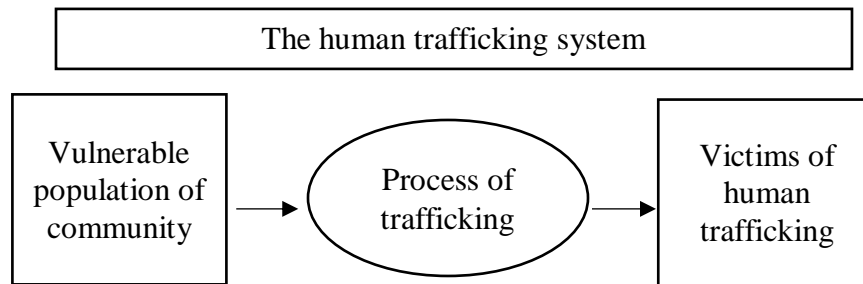 The human trafficking system
Vulnerable
population of
community
Process of
trafficking
Victims of
human
trafficking